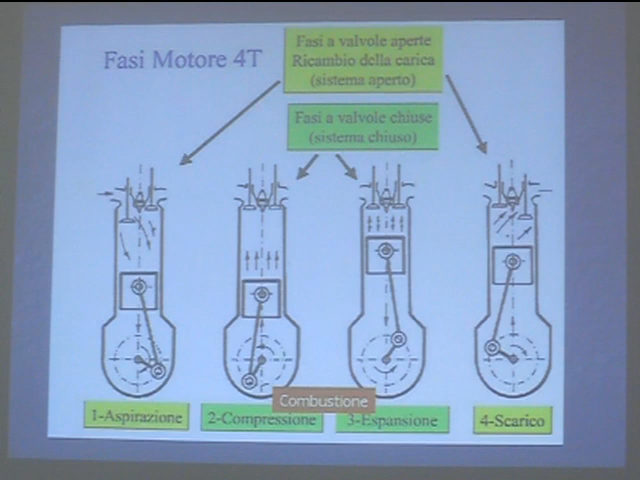 Fasi Motore 4T
Fasi a valvole aperte
Ricambio della carica
(sistema aperto)
Fasi a valvole chiuse
(sistema chiuso)
Combustione
1-Aspirazione
2-Compressione
3-Espansione
4-Scarico